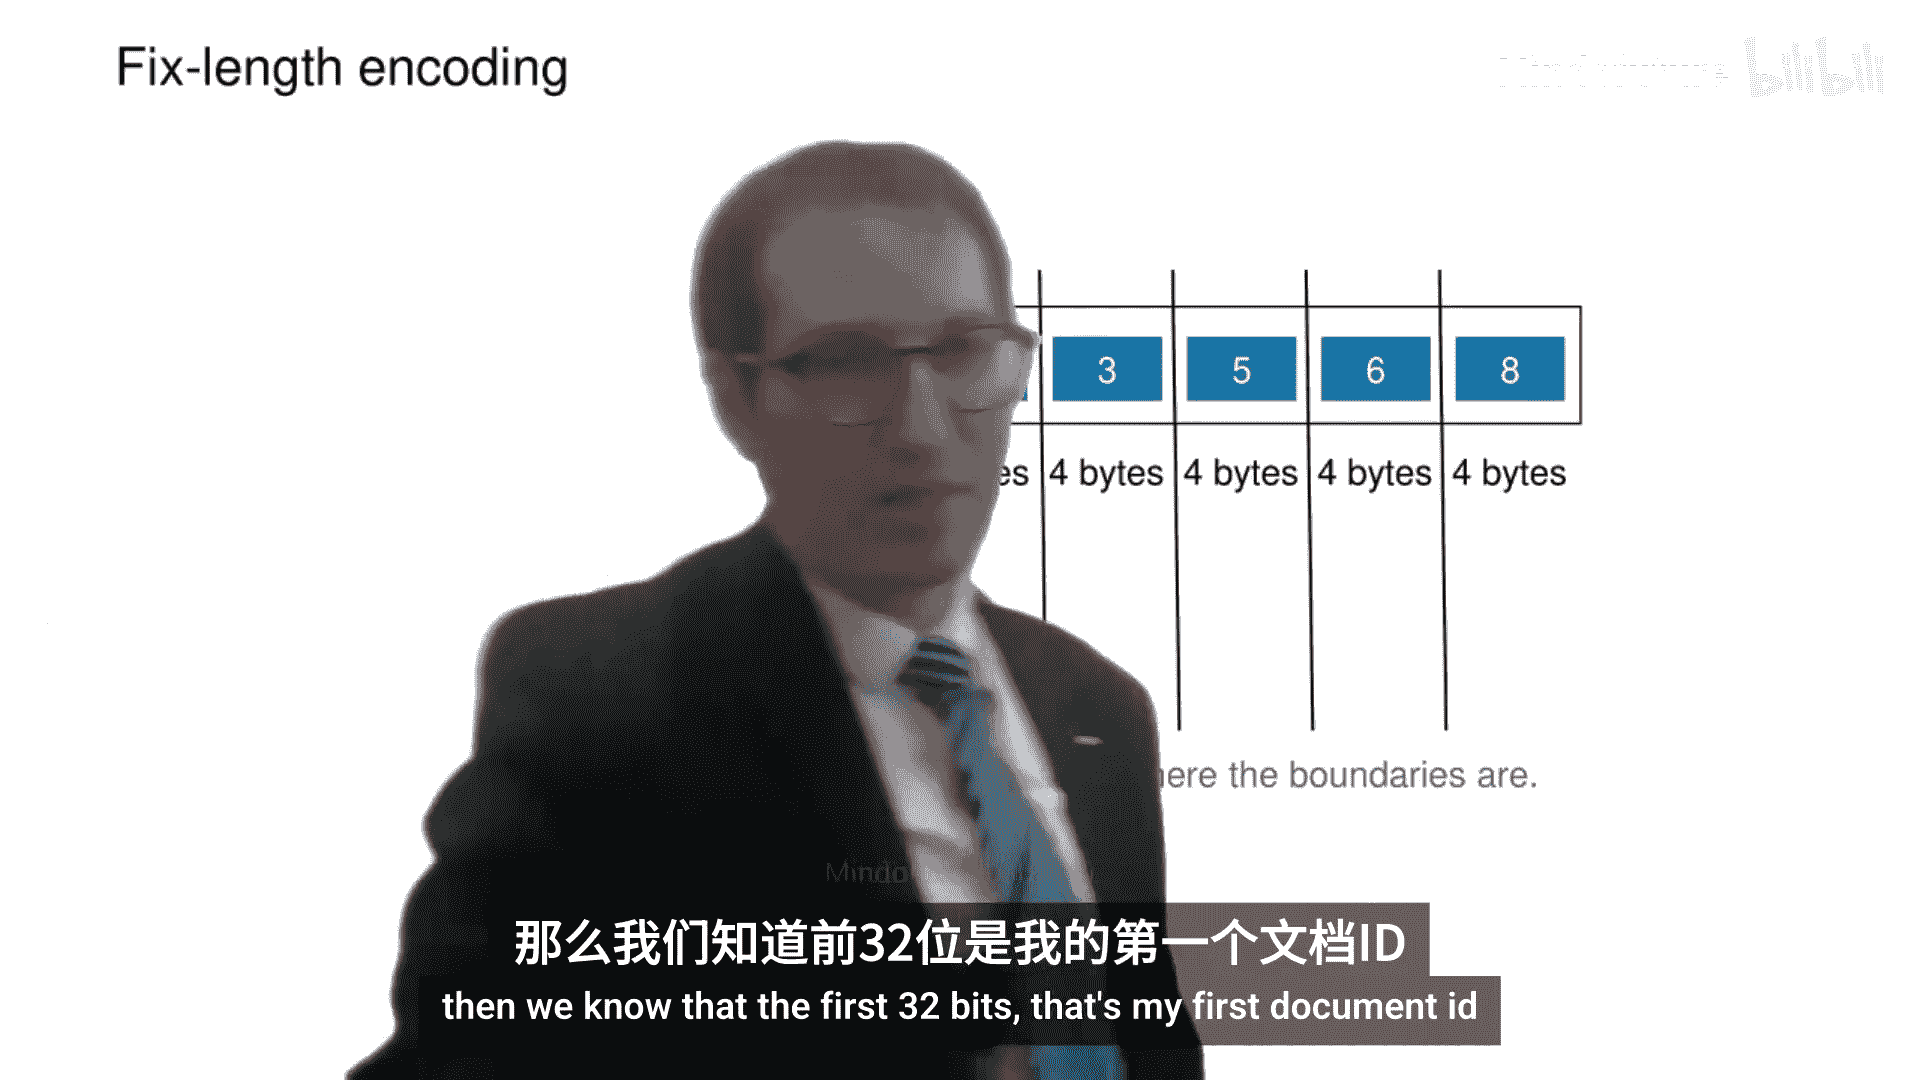 Fix-length encoding
bilibili
3 5 6 8
4 bytes 4 bytes 4 bytes 4 bytes
the boundaries are.
那么我们知道前32位是我的第一个文档ID
then we know that the first 32 bits, that's my first document id